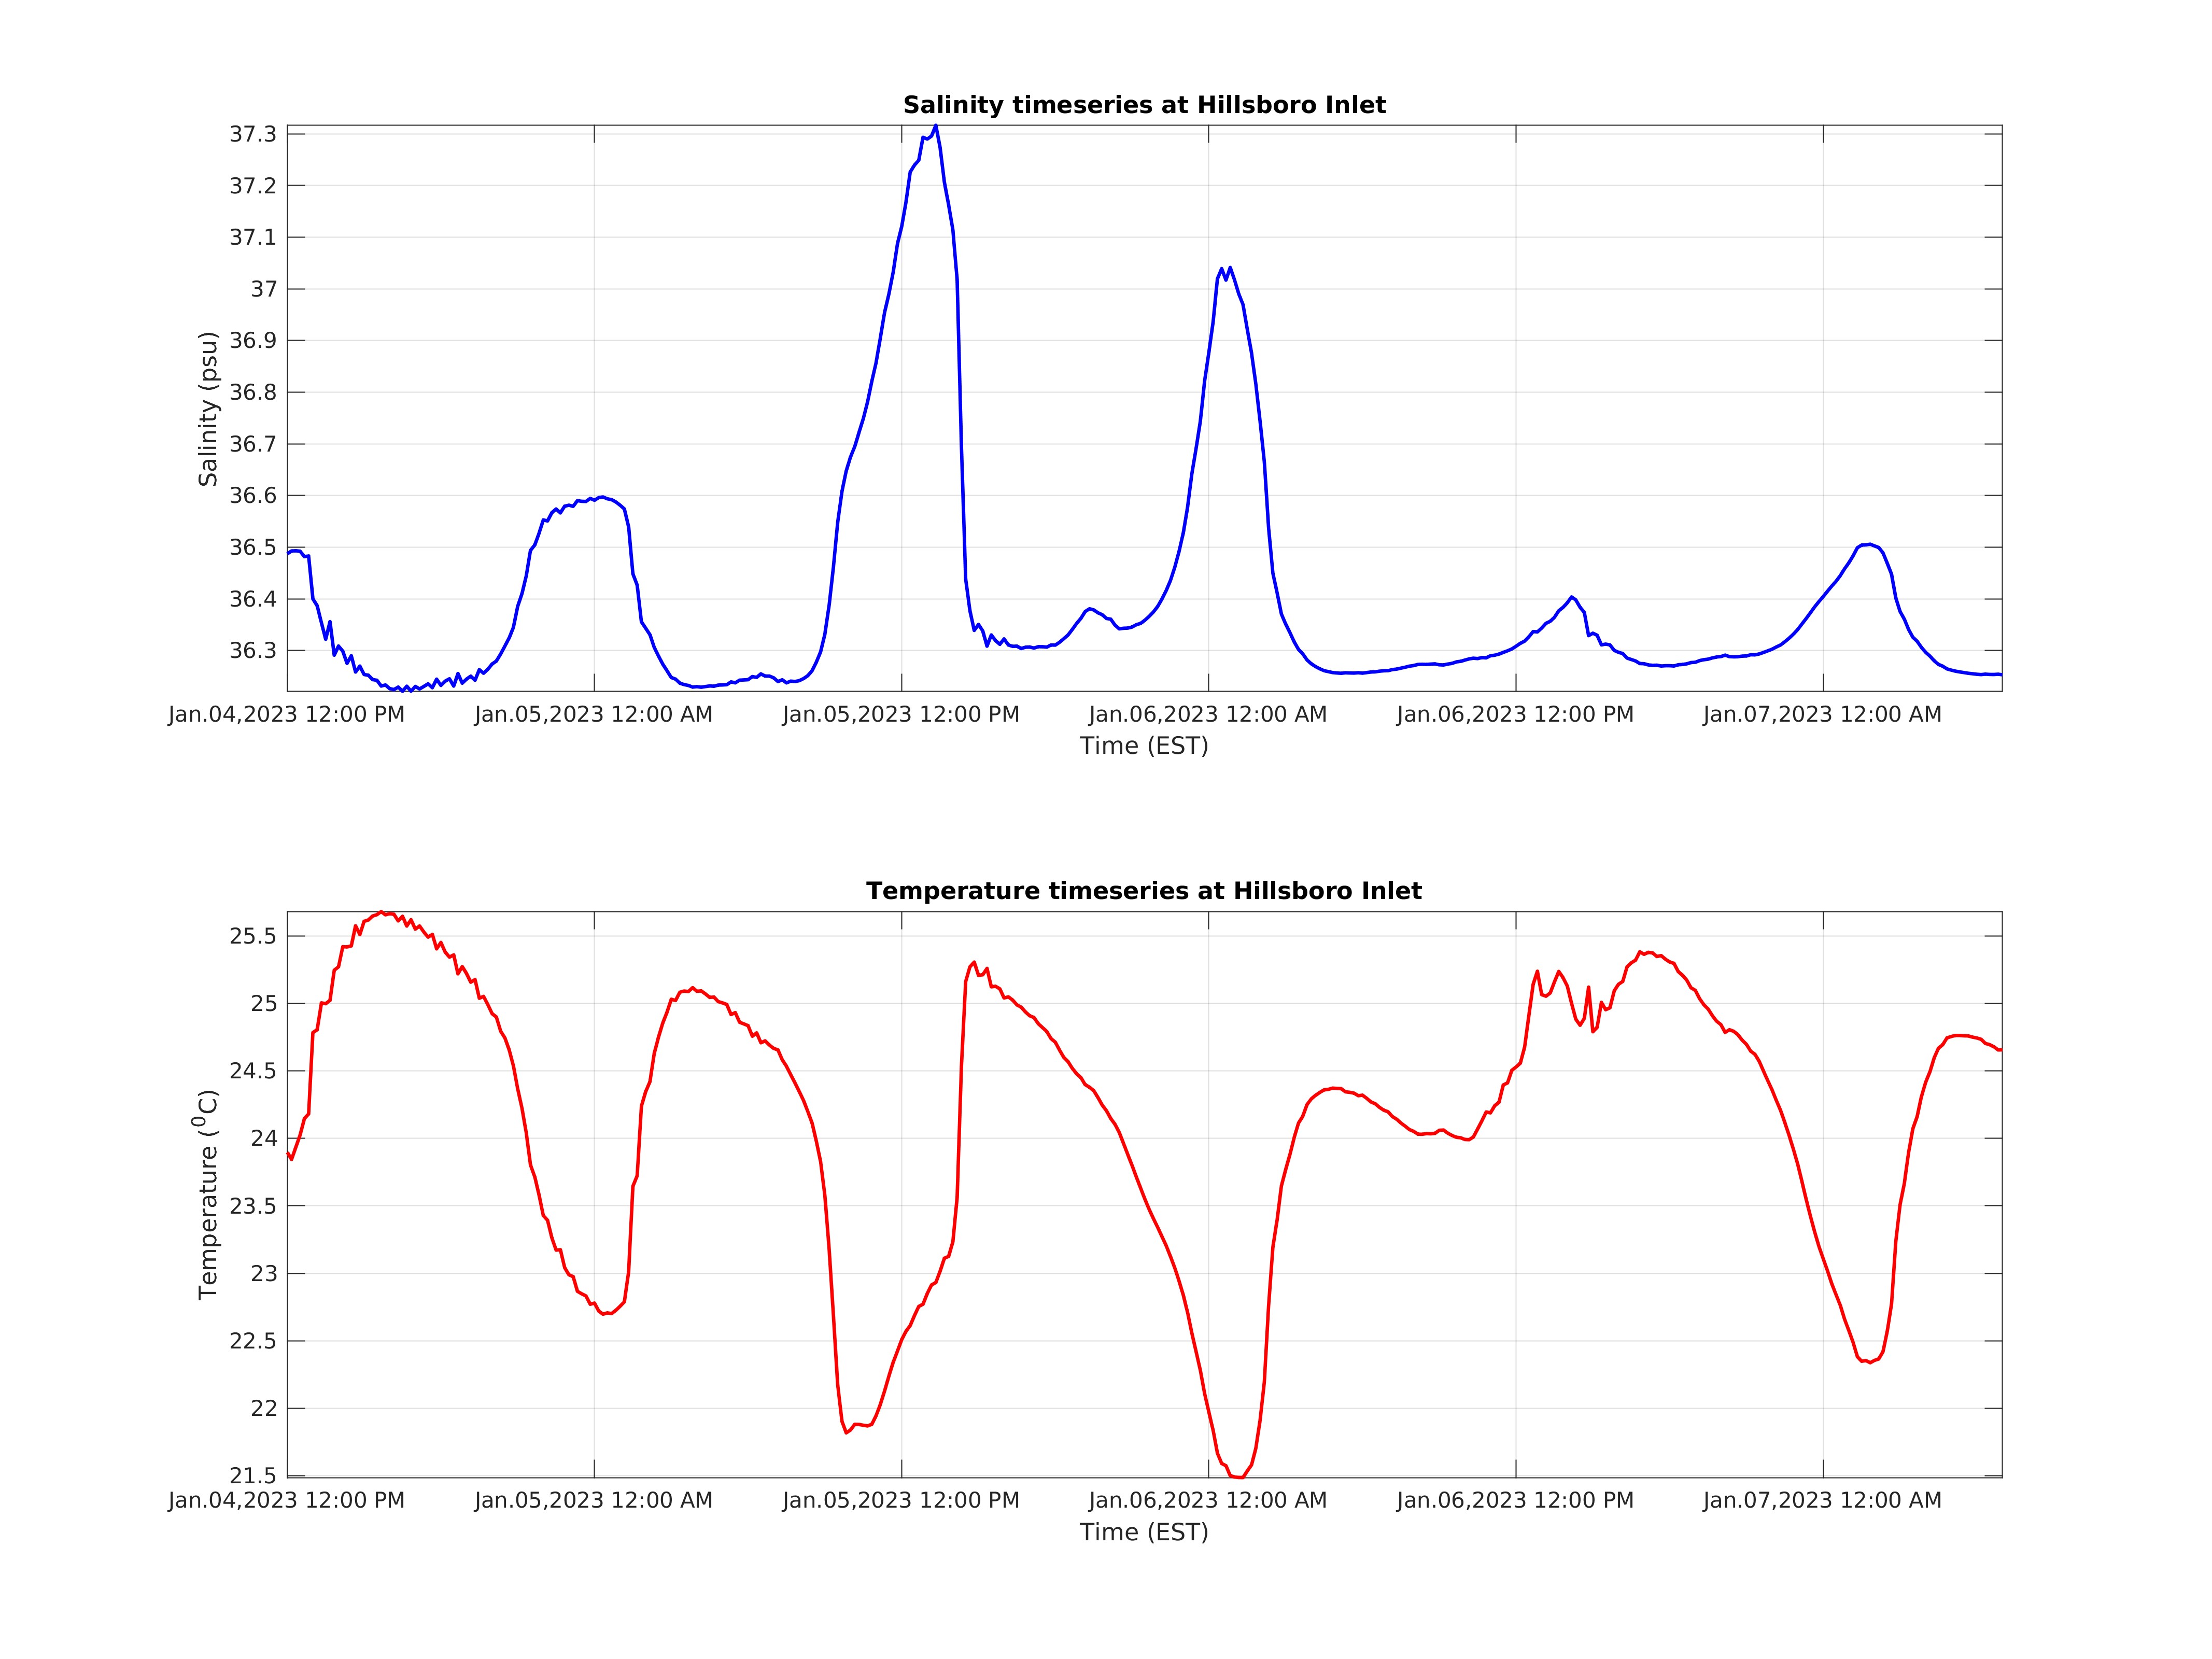 Salinity timeseries at Hillsboro Inlet
37.3
37.2
37.1
37
36.9
36.8
36.7
36.6
36.5
36.4
36.3
Salinity (psu)
Jan.04,2023 12:00 PM Jan.05,2023 12:00 AM Jan.05,2023 12:00 PM Jan.06,2023 12:00 AM Jan.06,2023 12:00 PM Jan.07,2023 12:00 AM
Time (EST)
Temperature timeseries at Hillsboro Inlet
25.5
25
24.5
24
23.5
23
22.5
22
21.5
Temperature (⁰C)
Jan.04,2023 12:00 PM Jan.05,2023 12:00 AM Jan.05,2023 12:00 PM Jan.06,2023 12:00 AM Jan.06,2023 12:00 PM Jan.07,2023 12:00 AM
Time (EST)